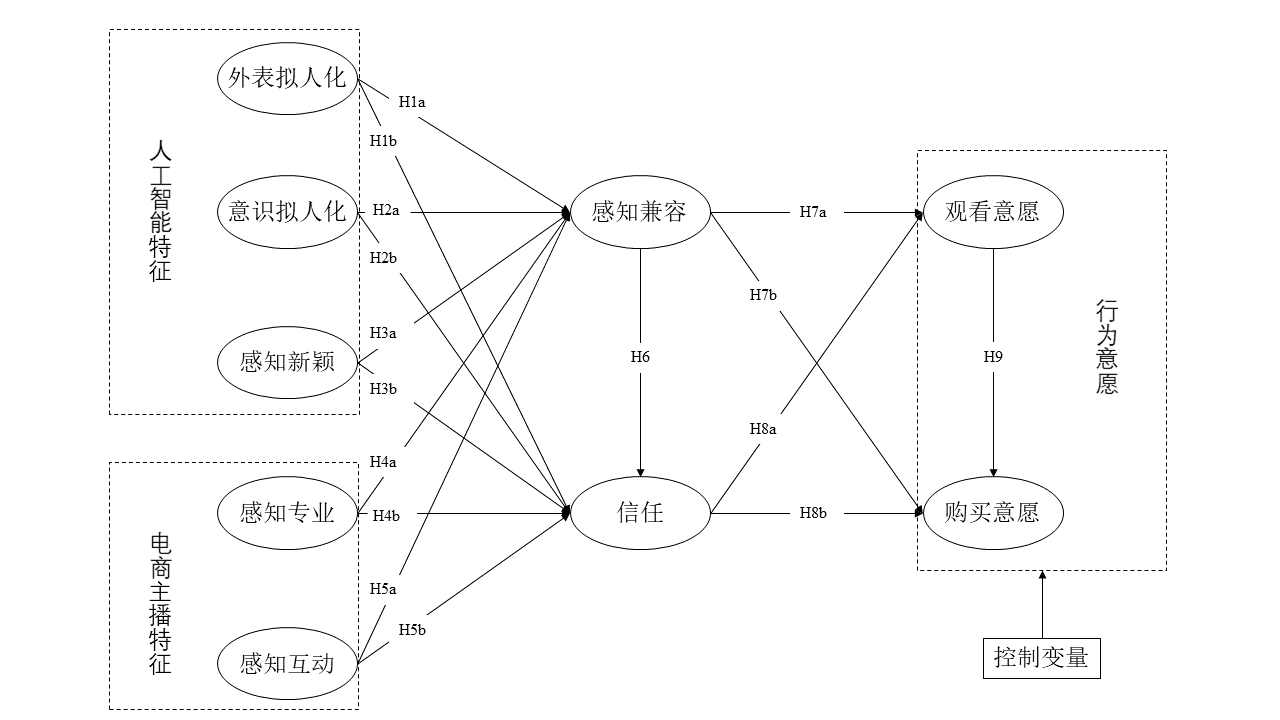 人工智能特征
外表拟人化
意识拟人化
感知新颖
电商主播特征
感知专业
感知互动
H1a
H1b
H2a
H2b
H3a
H3b
H4a
H4b
H5a
H5b
感知兼容
H6
信任
H7a
H7b
H8a
H8b
观看意愿
H9
购买意愿
行为意愿
控制变量